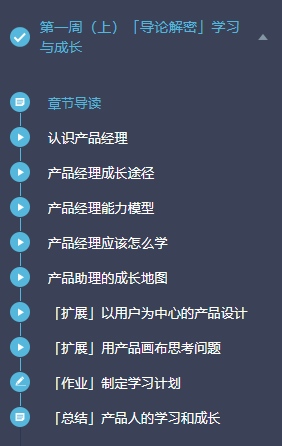 第一周（上）「导论解密」学习
与成长
章节导读
认识产品经理
产品经理成长途径
产品经理能力模型
产品经理应该怎么学
产品助理的成长地图
「扩展」以用户为中心的产品设计
「扩展」用产品画布思考问题
「作业」制定学习计划
「总结」产品人的学习和成长